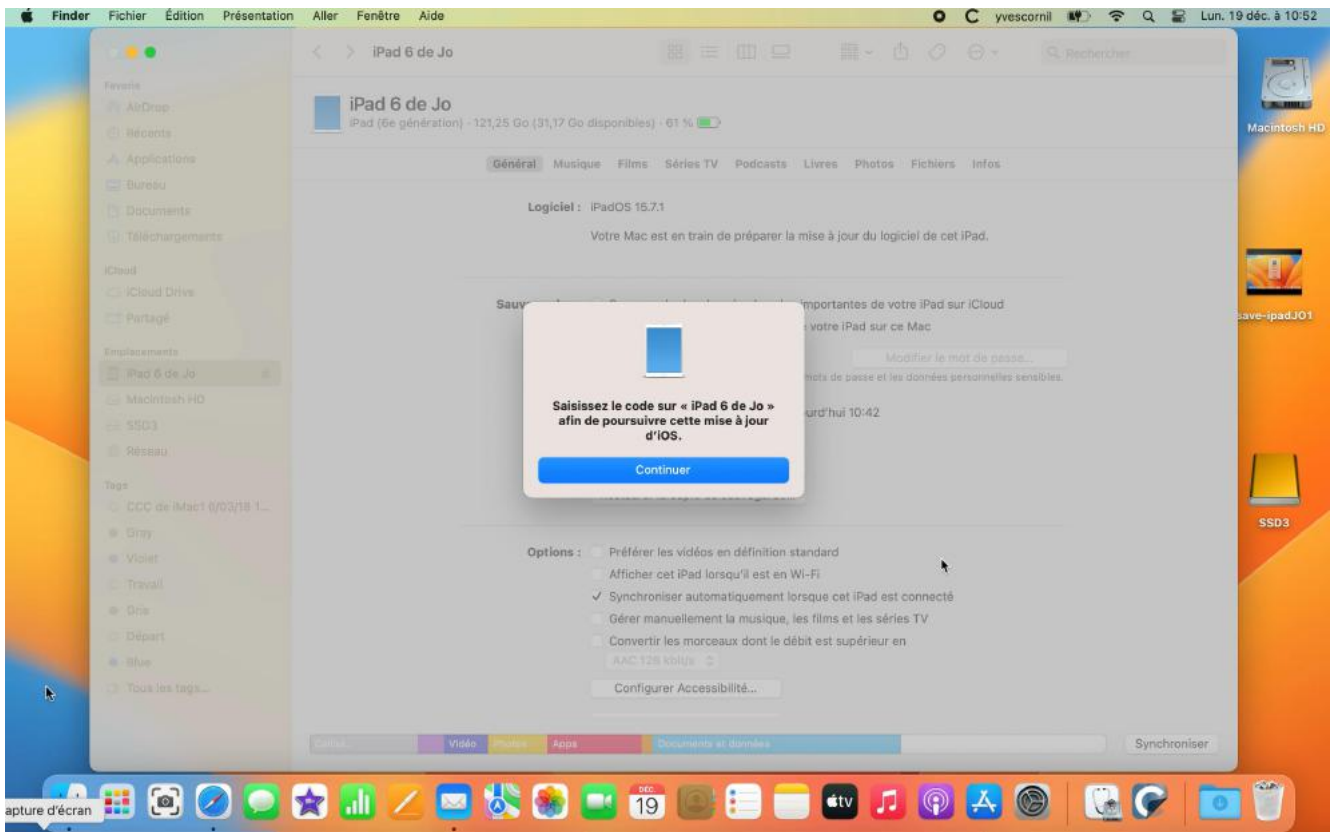 Finder Fichier Édition Présentation Aller Fenêtre Aide yvescornil Lun. 19 déc. à 10:52
iPad 6 de Jo Rechercher
Favoris
AirDrop
Récents
Applications
Bureau
Documents
Téléchargements
iCloud
iCloud Drive
Partagé
Emplacements
iPad 6 de Jo
Macintosh HD
SSD3
Réseau
Tags
CCC de iMac1 6/03/18 1...
Gray
Violet
Travail
Gris
Départ
Blue
Tous les tags...
iPad 6 de Jo
iPad (6e génération) - 121,25 Go (31,17 Go disponibles) - 61 %
Général Musique Films Séries TV Podcasts Livres Photos Fichiers Infos
Logiciel : iPadOS 15.7.1
Votre Mac est en train de préparer la mise à jour du logiciel de cet iPad.
importantes de votre iPad sur iCloud
votre iPad sur ce Mac
Modifier le mot de passe...
mots de passe et les données personnelles sensibles.
10:42
Saisissez le code sur « iPad 6 de Jo »
afin de poursuivre cette mise à jour
d'iOS.
Continuer
Options : Préférer les vidéos en définition standard
Afficher cet iPad lorsqu'il est en Wi-Fi
Synchroniser automatiquement lorsque cet iPad est connecté
Gérer manuellement la musique, les films et les séries TV
Convertir les morceaux dont le débit est supérieur en
AAC 128 kbit/s
Configurer Accessibilité...
Vidéo Photos Apps Documents et données Synchroniser
Macintosh HD
save-ipadJO1
SSD3
apture d'écran
DÉC.
19
tv